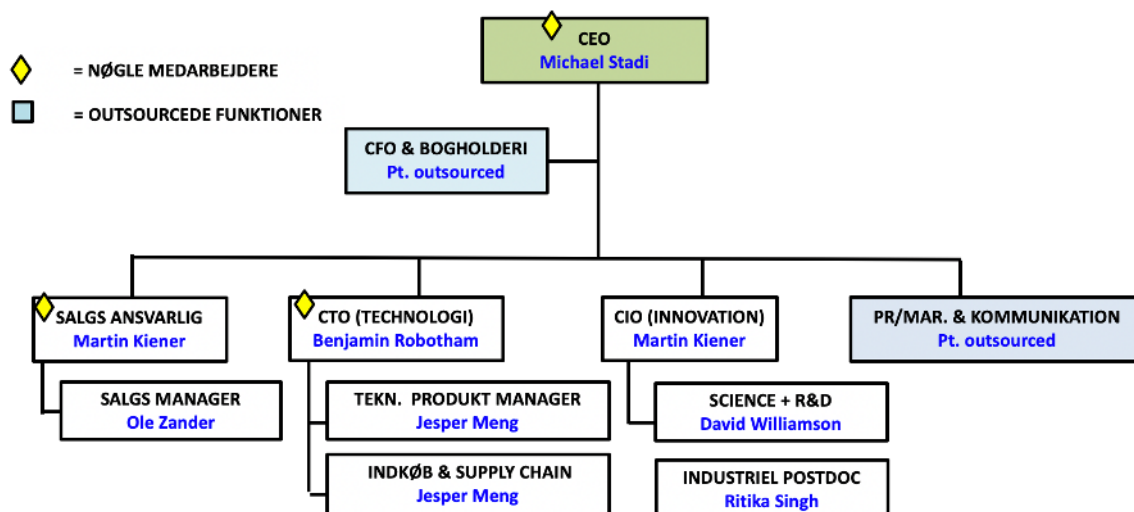 CEO
Michael Stadi
= NØGLE MEDARBEJDERE
= OUTSOURCEDE FUNKTIONER
CFO & BOGHOLDERI
Pt. outsourced
SALGS ANSVARLIG
Martin Kiener
CTO (TECHNOLOGI)
Benjamin Robotham
CIO (INNOVATION)
Martin Kiener
PR/MAR. & KOMMUNIKATION
Pt. outsourced
SALGS MANAGER
Ole Zander
TEKN. PRODUKT MANAGER
Jesper Meng
SCIENCE + R&D
David Williamson
INDKØB & SUPPLY CHAIN
Jesper Meng
INDUSTRIEL POSTDOC
Ritika Singh